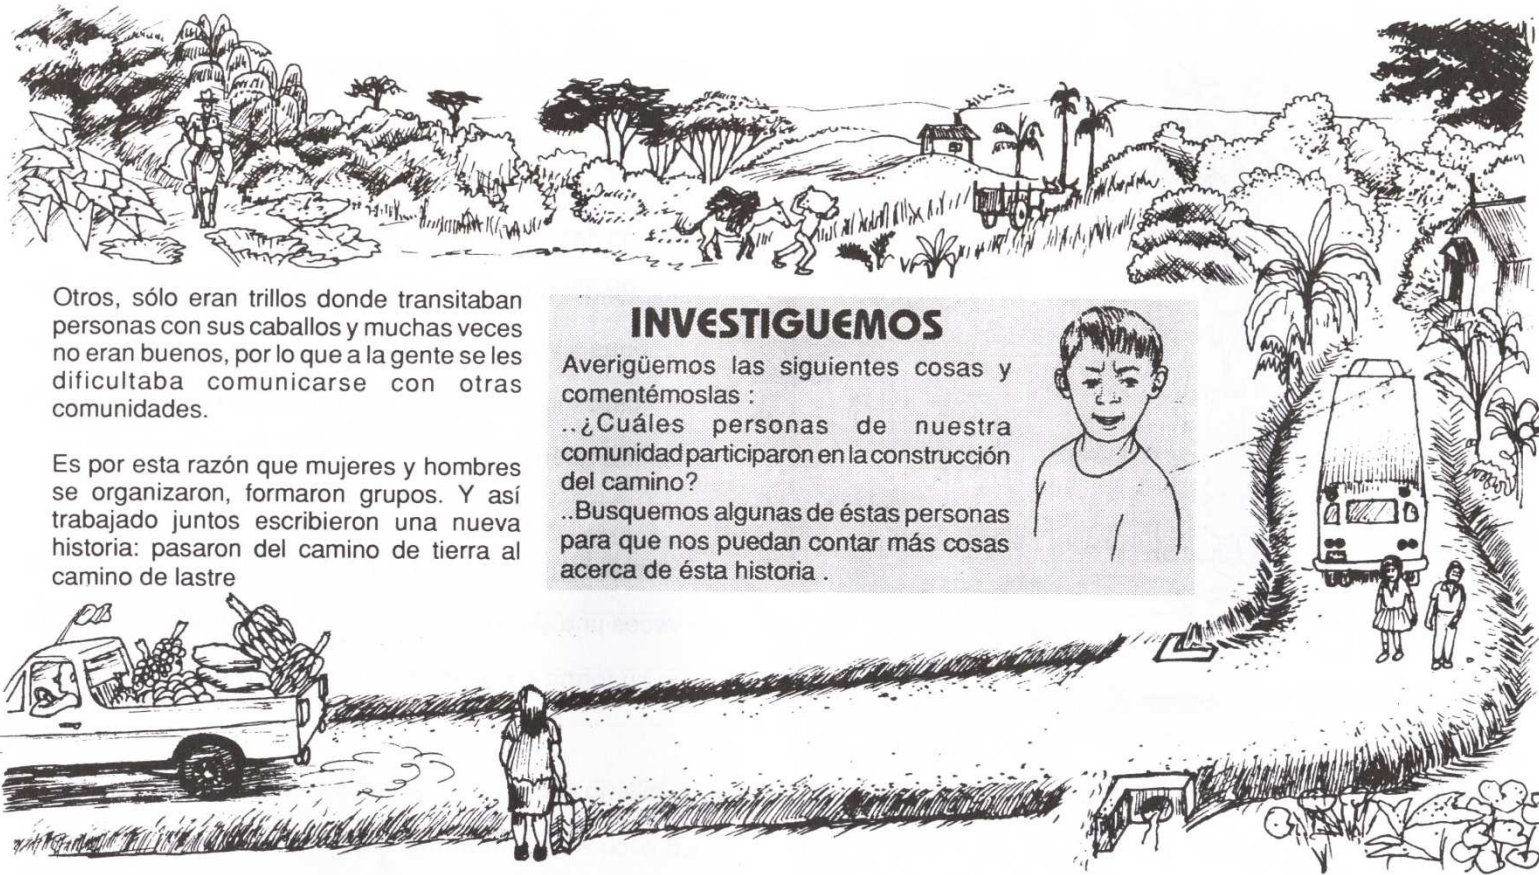 Otros, sólo eran trillos donde transitaban
personas con sus caballos y muchas veces
no eran buenos, por lo que a la gente se les
dificultaba comunicarse con otras
comunidades.
Es por esta razón que mujeres y hombres
se organizaron, formaron grupos. Y así
trabajado juntos escribieron una nueva
historia: pasaron del camino de tierra al
camino de lastre
INVESTIGUEMOS
Averigüemos las siguientes cosas y
comentémoslas :
..¿Cuáles personas de nuestra
comunidad participaron en la construcción
del camino?
..Busquemos algunas de éstas personas
para que nos puedan contar más cosas
acerca de ésta historia .